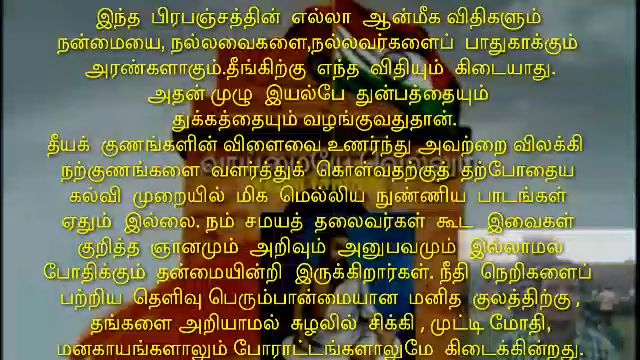 இந்த பிரபஞ்சத்தின் எல்லா ஆன்மீக விதிகளும்
நன்மையை, நல்லவைகளை,நல்லவர்களைப் பாதுகாக்கும்
அரண்களாகும்.தீங்கிற்கு எந்த விதியும் கிடையாது.
அதன் முழு இயல்பே துன்பத்தையும்
துக்கத்தையும் வழங்குவதுதான்.
தீயக் குணங்களின் விளைவை,உணர்ந்து அவற்றை விலக்கி
நற்குணங்களை வளர்த்துக் கொள்வதற்குத் தற்போதைய
கல்வி முறையில் மிக மெல்லிய நுண்ணிய பாடங்கள்
ஏதும் இல்லை. நம் சமயத் தலைவர்கள் கூட இவைகள்
குறித்த ஞானமும் அறிவும் அனுபவமும் இல்லாமல்
போதிக்கும் தன்மையின்றி இருக்கிறார்கள். நீதி நெறிகளைப்
பற்றிய தெளிவு பெரும்பான்மையான மனித குலத்திற்கு ,
தங்களை அறியாமல் சுழலில் சிக்கி , முட்டி மோதி,
மனகாயங்களாலும் போராட்டங்களாலுமே கிடைக்கின்றது.